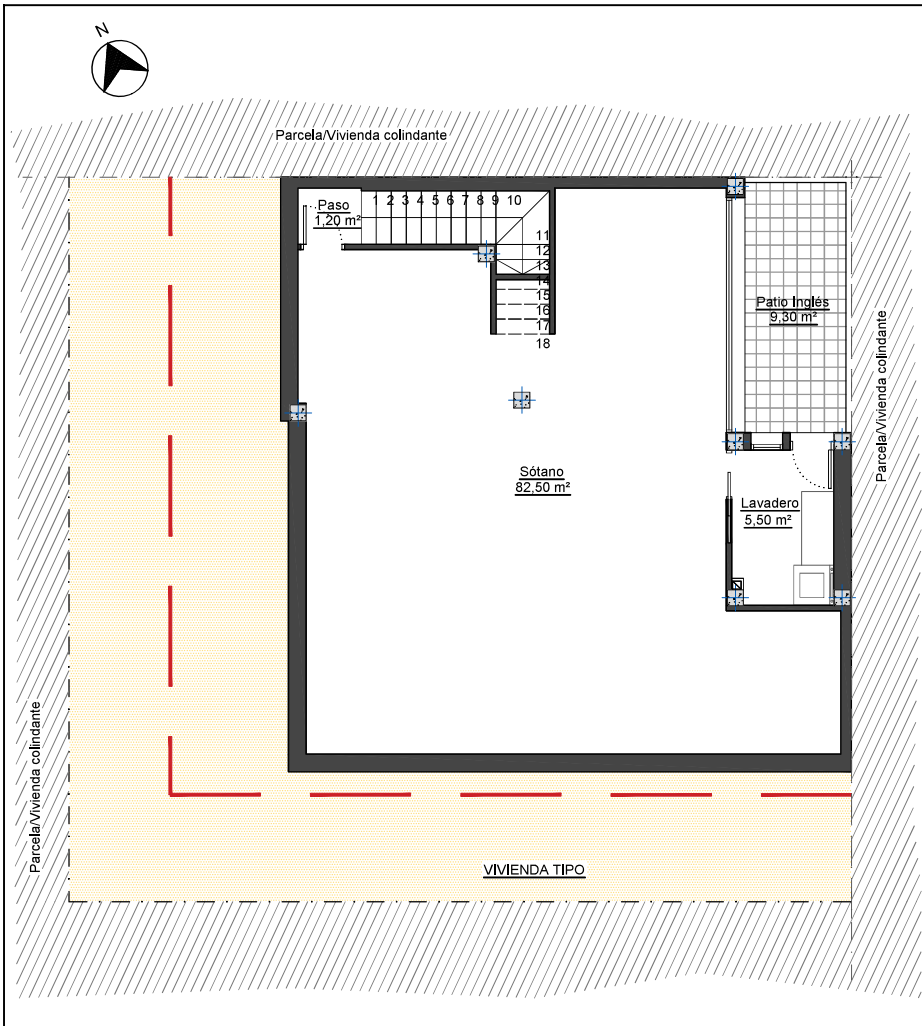 N
Parcela/Vivienda colindante
Paso
1,20 m²
1 2 3 4 5 6 7 8 9 10
11
12
13
14
15
16
17
18
Patio Inglés
9,30 m²
Parcela/Vivienda colindante
Sótano
82,50 m²
Lavadero
5,50 m²
Parcela/Vivienda colindante
VIVIENDA TIPO